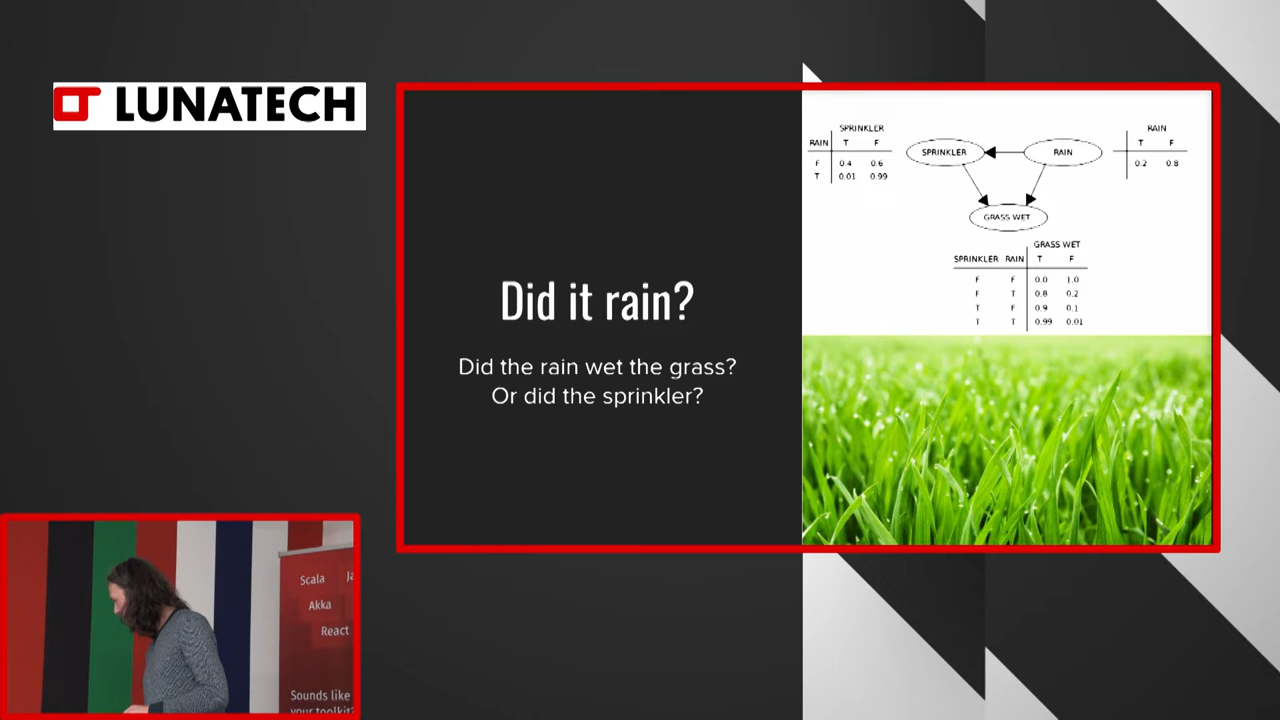 LUNATECH
Did it rain?
Did the rain wet the grass?
Or did the sprinkler?
SPRINKLER
RAIN T F
F 0.4 0.6
T 0.01 0.99
SPRINKLER
RAIN
GRASS WET
RAIN
T F
0.2 0.8
GRASS WET
SPRINKLER RAIN T F
F F 0.0 1.0
F T 0.8 0.2
T F 0.9 0.1
T T 0.99 0.01
Scala
Akka
React
Sounds like
your toolkit?